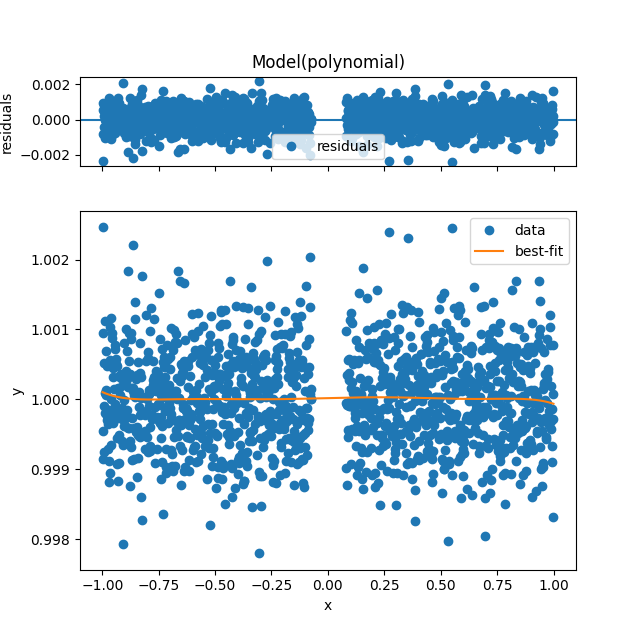 Model(polynomial)
residuals
0.002
0.000
−0.002
residuals
y
1.002
1.001
1.000
0.999
0.998
data
best-fit
−1.00 −0.75 −0.50 −0.25 0.00 0.25 0.50 0.75 1.00
x